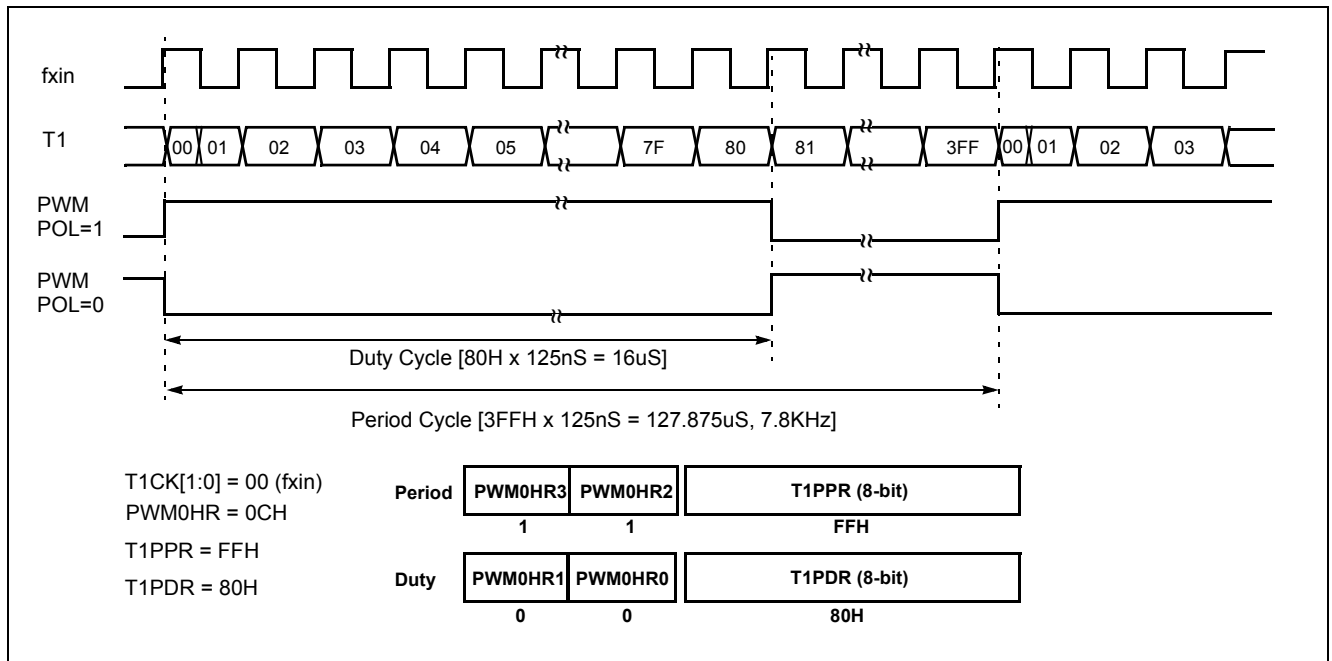 fxin
T1 00 01 02 03 04 05 7F 80 81 3FF 00 01 02 03
PWM
POL=1
PWM
POL=0
Duty Cycle [80H x 125nS = 16uS]
Period Cycle [3FFH x 125nS = 127.875uS, 7.8KHz]
T1CK[1:0] = 00 (fxin)
PWM0HR = 0CH
T1PPR = FFH
T1PDR = 80H
Period PWM0HR3 PWM0HR2 T1PPR (8-bit)
1 1 FFH
Duty PWM0HR1 PWM0HR0 T1PDR (8-bit)
0 0 80H